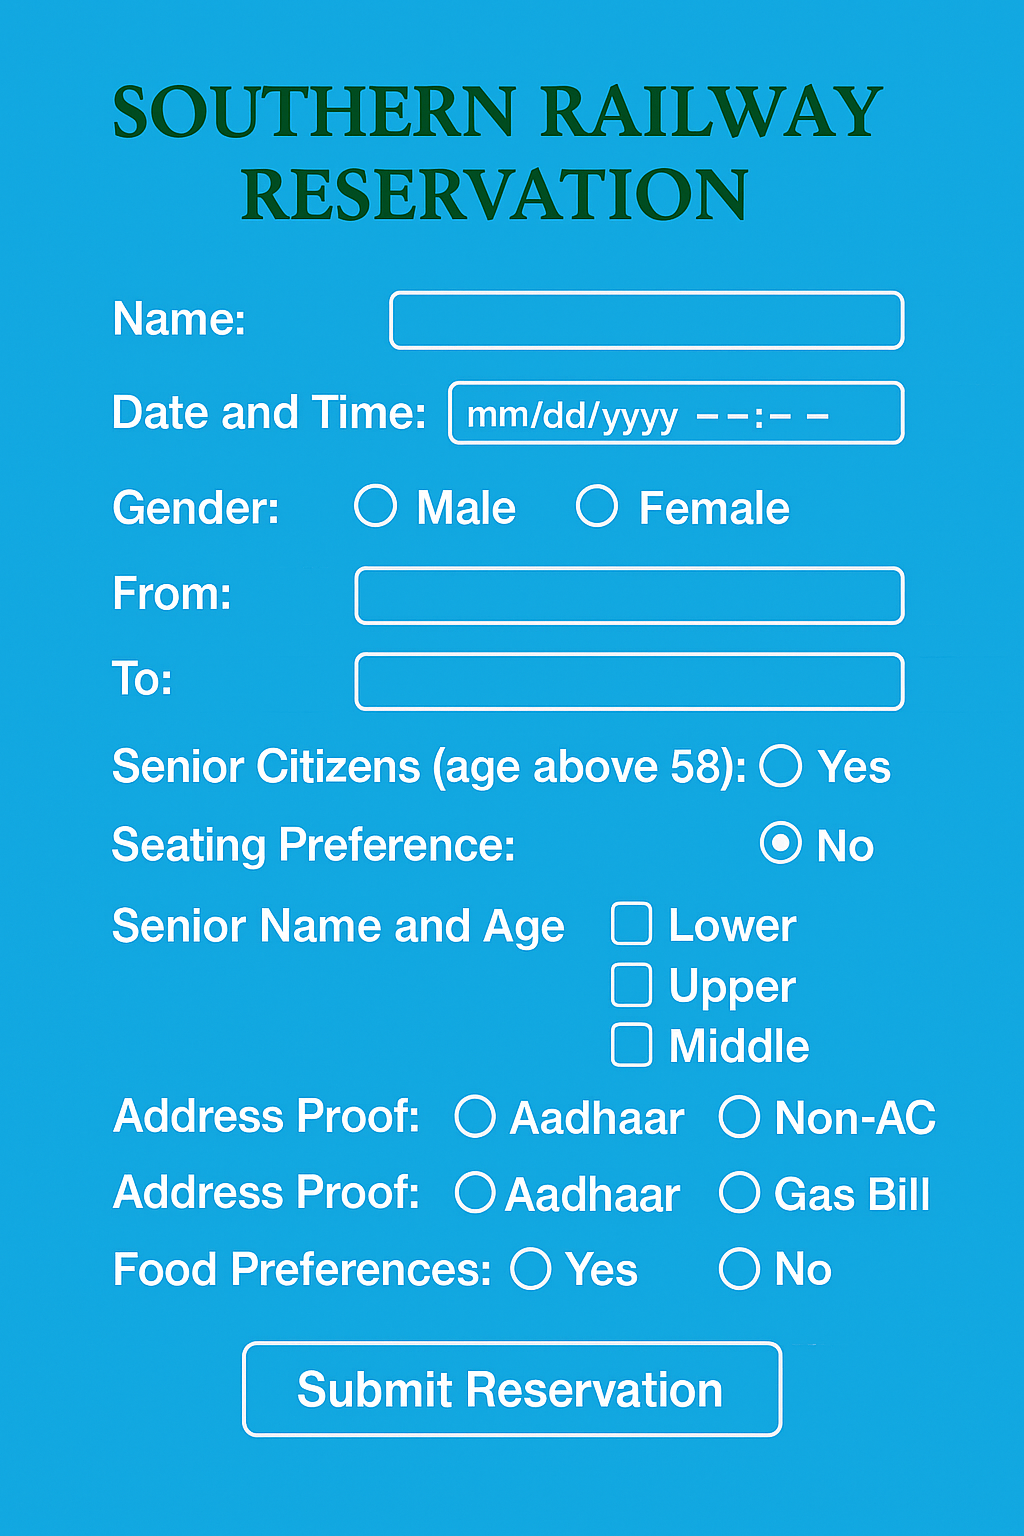 SOUTHERN RAILWAY
RESERVATION
Name:
Date and Time: mm/dd/yyyy – –:– –
Gender: Male Female
From:
To:
Senior Citizens (age above 58): Yes
Seating Preference: No
Senior Name and Age Lower
Upper
Middle
Address Proof: Aadhaar Non-AC
Address Proof: Aadhaar Gas Bill
Food Preferences: Yes No
Submit Reservation